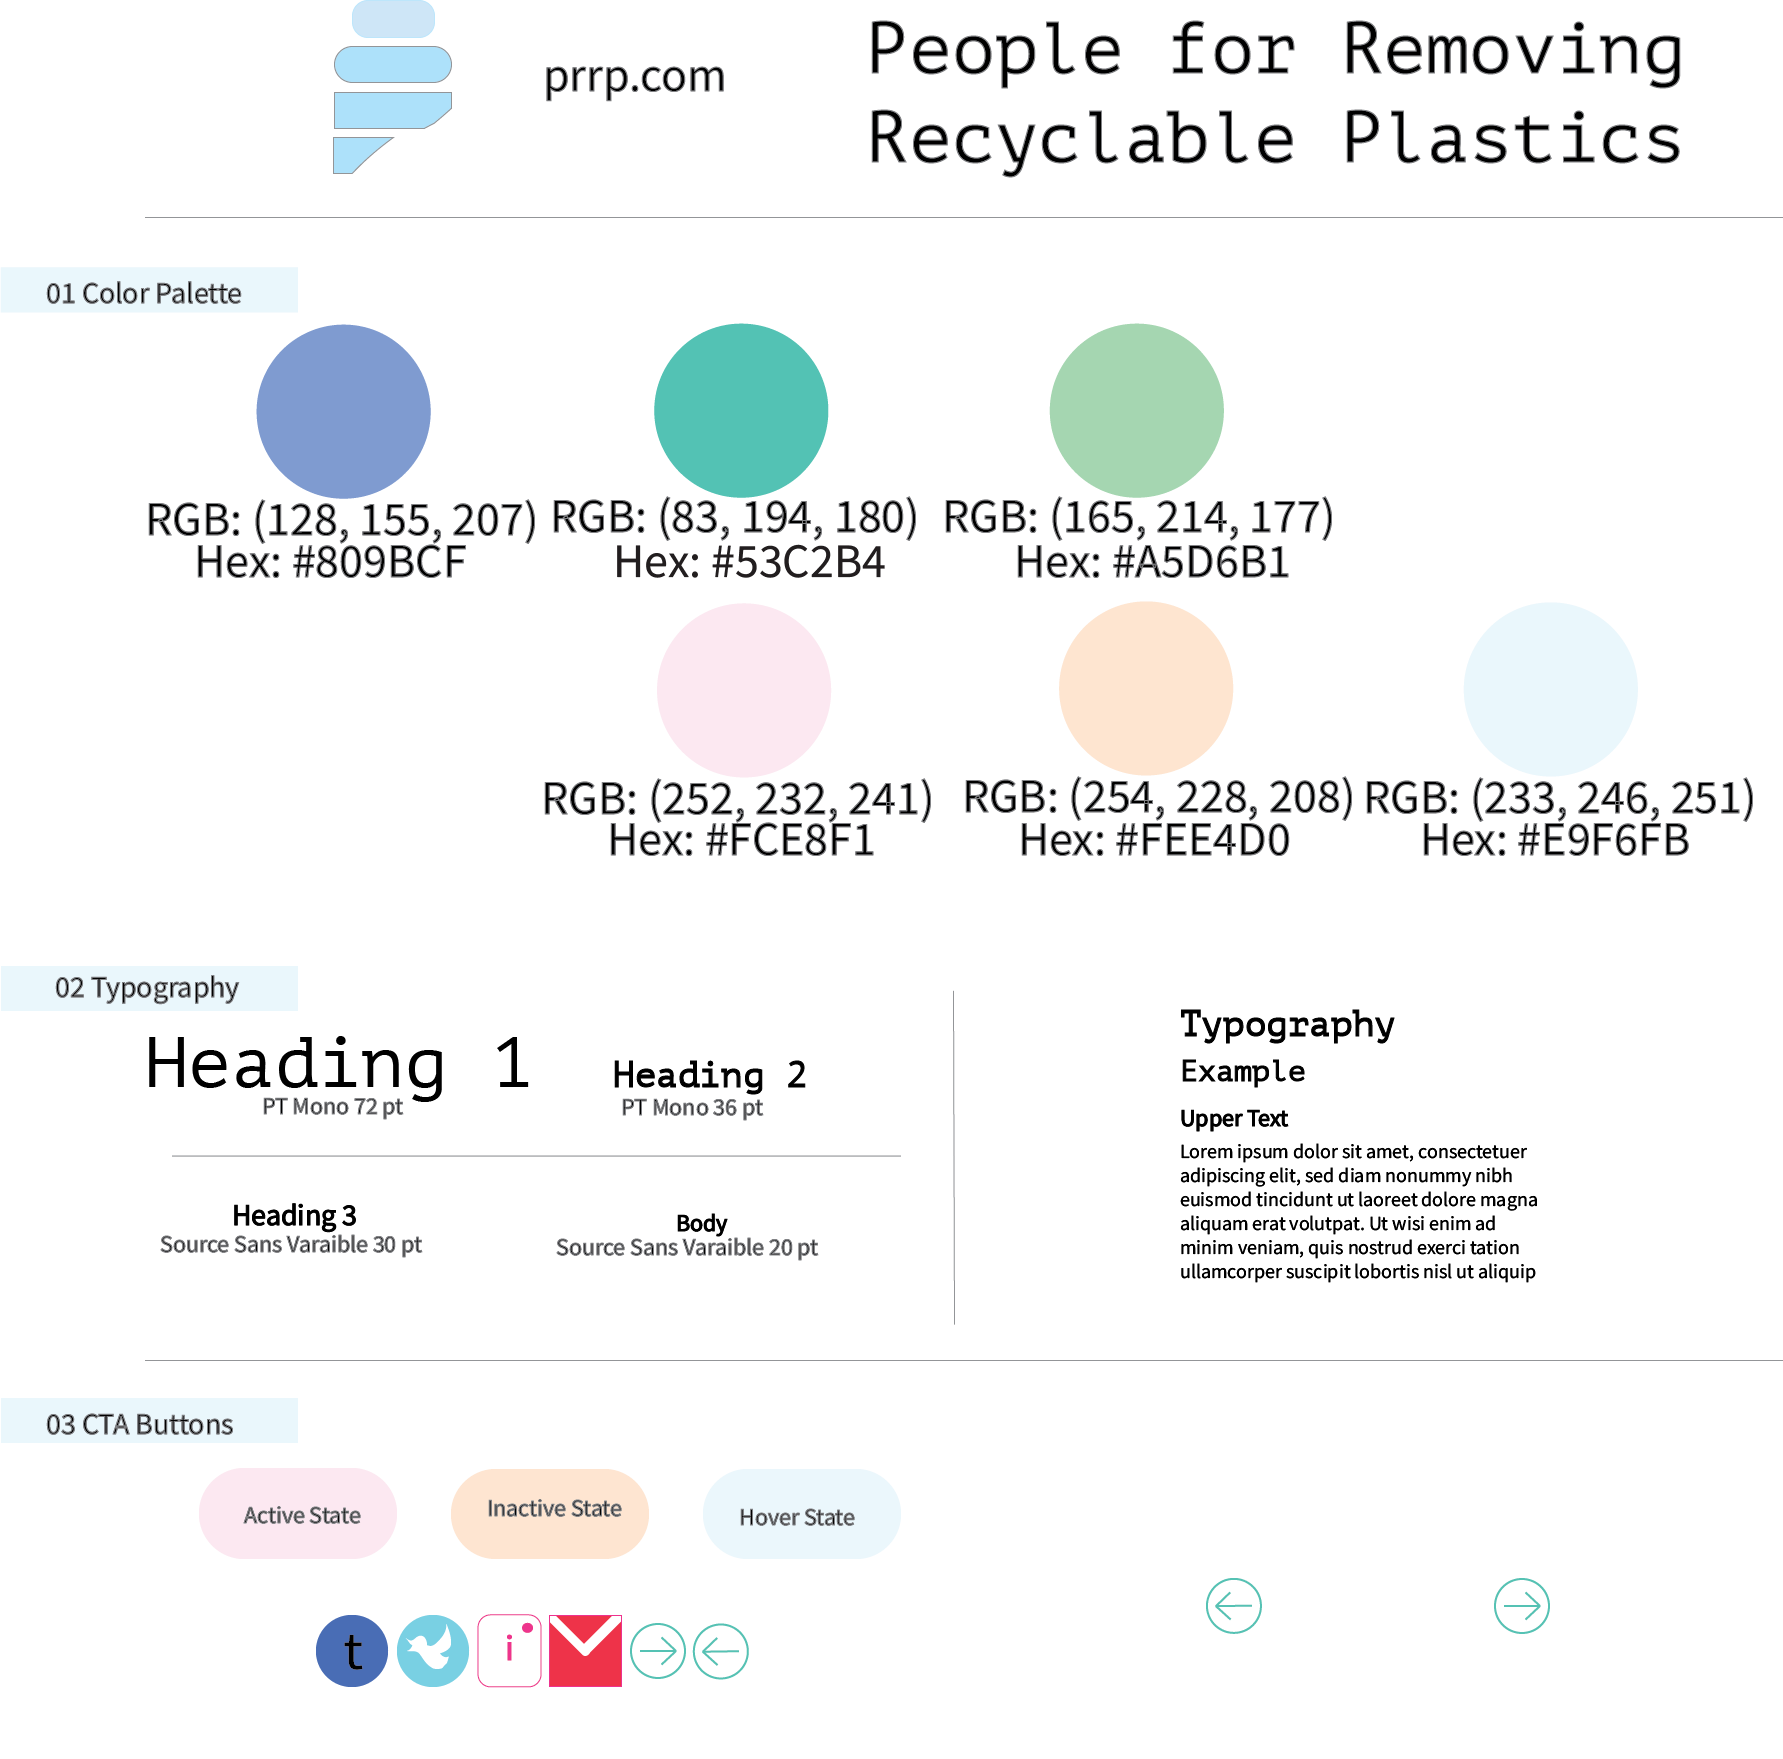 prrp.com
People for Removing
Recyclable Plastics
01 Color Palette
RGB: (128, 155, 207)
Hex: #809BCF
RGB: (83, 194, 180)
Hex: #53C2B4
RGB: (165, 214, 177)
Hex: #A5D6B1
RGB: (252, 232, 241)
Hex: #FCE8F1
RGB: (254, 228, 208)
Hex: #FEE4D0
RGB: (233, 246, 251)
Hex: #E9F6FB
02 Typography
Heading 1
PT Mono 72 pt
Heading 2
PT Mono 36 pt
Heading 3
Source Sans Varaible 30 pt
Body
Source Sans Varaible 20 pt
Typography
Example
Upper Text
Lorem ipsum dolor sit amet, consectetuer
adipiscing elit, sed diam nonummy nibh
euismod tincidunt ut laoreet dolore magna
aliquam erat volutpat. Ut wisi enim ad
minim veniam, quis nostrud exerci tation
ullamcorper suscipit lobortis nisl ut aliquip
03 CTA Buttons
Active State
Inactive State
Hover State
t
i